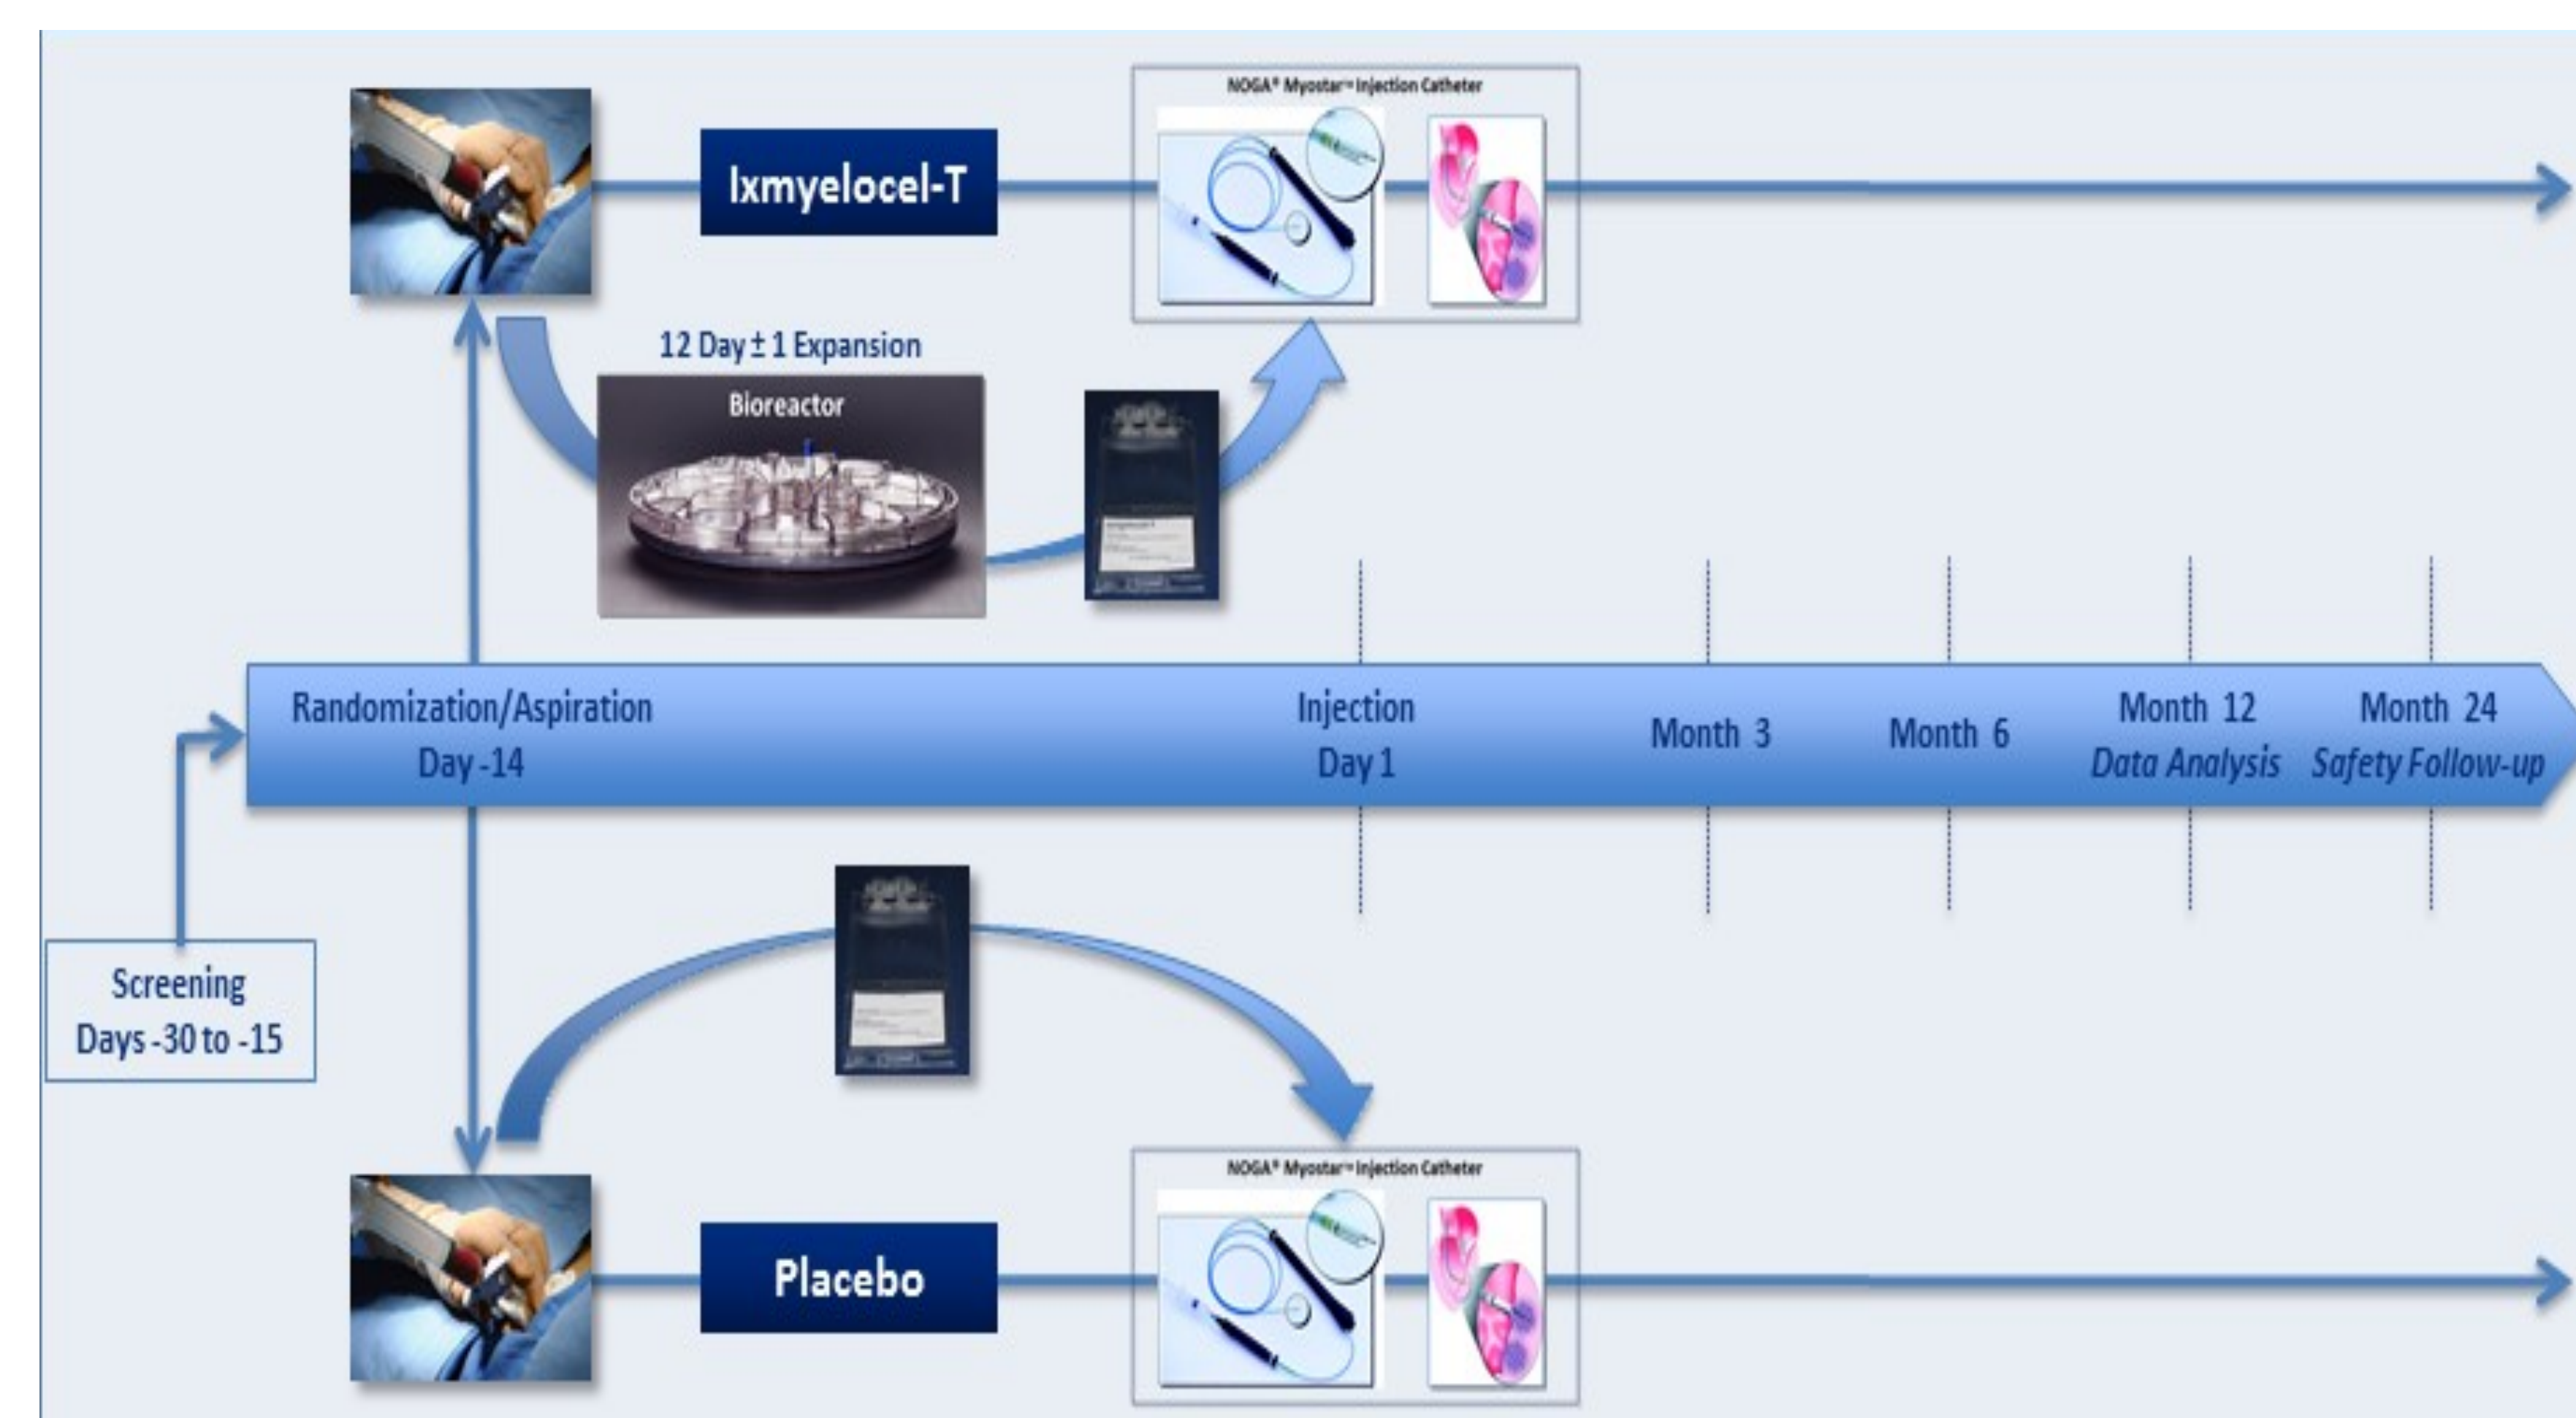 NOGA® Myostar™ Injection Catheter
Ixmyelocel-T
12 Day ± 1 Expansion
Bioreactor
Randomization/Aspiration
Day -14
Injection
Day 1
Month 3
Month 6
Month 12
Data Analysis
Month 24
Safety Follow-up
Screening
Days -30 to -15
NOGA® Myostar™ Injection Catheter
Placebo